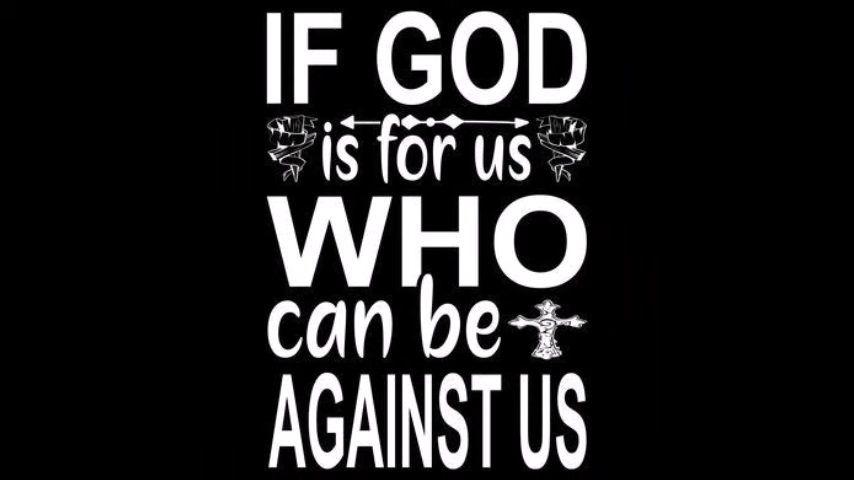 IF GOD
is for us
WHO
can be
AGAINST US